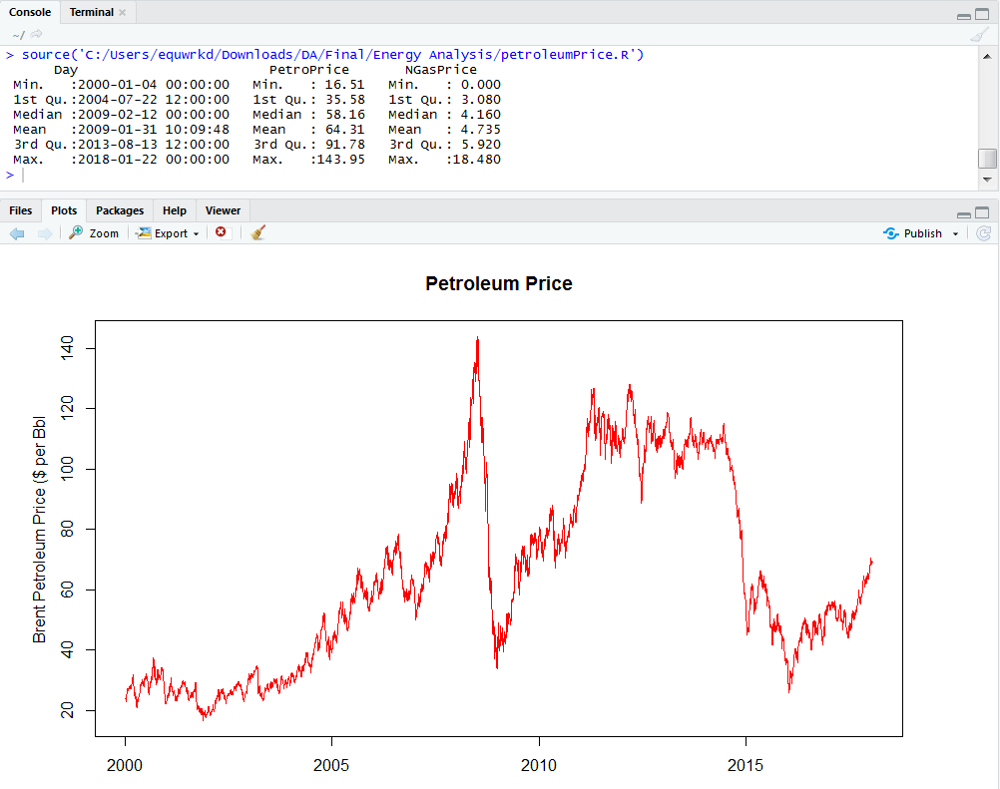 Console Terminal
~/
> source('C:/Users/equwrkd/Downloads/DA/Final/Energy Analysis/petroleumPrice.R')
Day PetroPrice NGasPrice
Min. :2000-01-04 00:00:00 Min. : 16.51 Min. : 0.000
1st Qu.:2004-07-22 12:00:00 1st Qu.: 35.58 1st Qu.: 3.080
Median :2009-02-12 00:00:00 Median : 58.16 Median : 4.160
Mean :2009-01-31 10:09:48 Mean : 64.31 Mean : 4.735
3rd Qu.:2013-08-13 12:00:00 3rd Qu.: 91.78 3rd Qu.: 5.920
Max. :2018-01-22 00:00:00 Max. :143.95 Max. :18.480
>
Files Plots Packages Help Viewer
Zoom Export Publish
Petroleum Price
Brent Petroleum Price ($ per Bbl
140
120
100
80
60
40
20
2000 2005 2010 2015